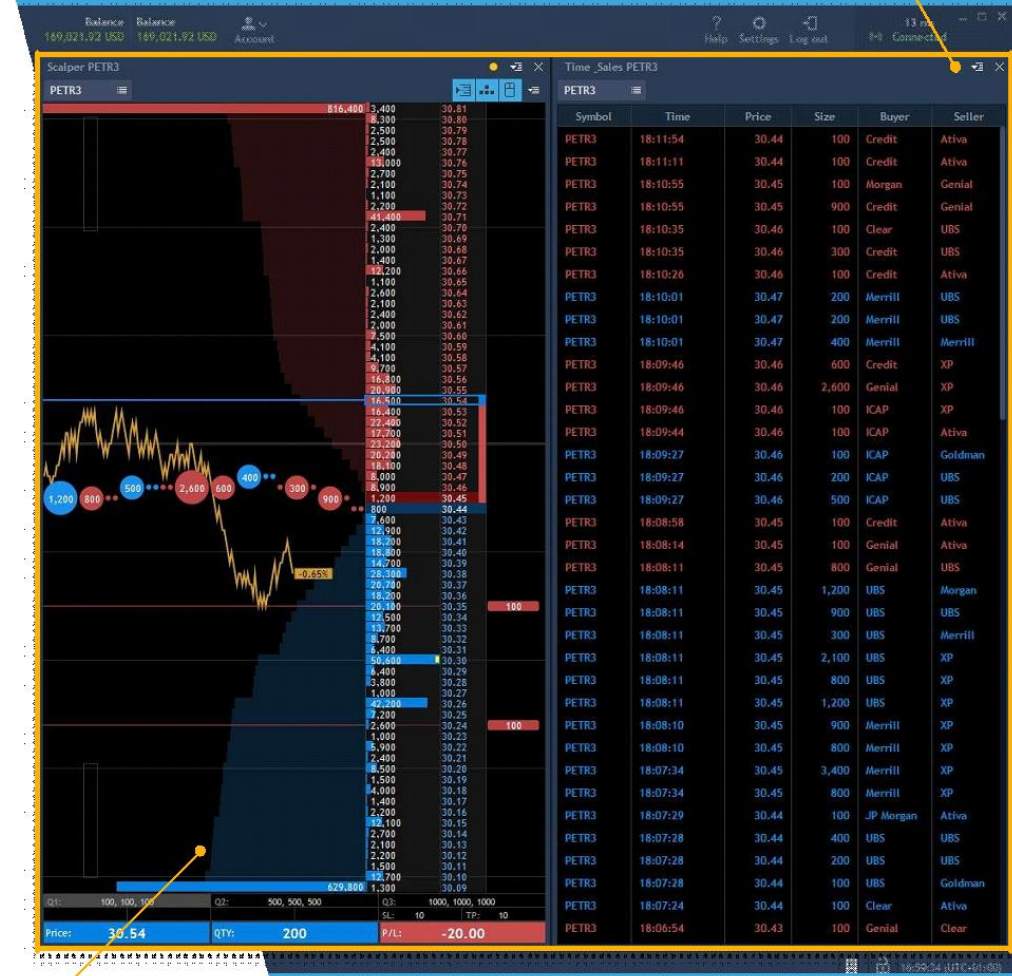 Balance Balance
169,021.92 USD 169,021.92 USD Account
Help Settings Log out Connected
Scalper PETR3
PETR3
816,400 3,400 30.81
8,300 30.80
2,500 30.79
2,500 30.78
2,400 30.77
13,000 30.76
2,700 30.75
2,100 30.74
1,100 30.73
2,200 30.72
41,400 30.71
2,400 30.70
1,300 30.69
2,000 30.68
1,400 30.67
12,200 30.66
1,100 30.65
2,600 30.64
2,100 30.63
2,400 30.62
2,000 30.61
7,500 30.60
4,100 30.59
4,100 30.58
9,700 30.57
16,800 30.56
20,900 30.55
16,500 30.54
16,400 30.53
22,400 30.52
17,700 30.51
23,200 30.50
20,200 30.49
18,100 30.48
8,000 30.47
8,900 30.46
1,200 30.45
800 30.44
7,600 30.43
12,900 30.42
18,200 30.41
18,800 30.40
14,700 30.39
28,300 30.38
20,700 30.37
18,200 30.36
20,100 30.35 100
12,500 30.34
13,700 30.33
8,700 30.32
6,400 30.31
50,600 30.30
6,400 30.29
3,800 30.28
1,000 30.27
42,200 30.26
7,200 30.25
2,600 30.24 100
1,000 30.23
5,900 30.22
2,400 30.21
8,500 30.20
1,500 30.19
4,000 30.18
1,400 30.17
2,200 30.16
12,100 30.15
2,700 30.14
2,100 30.13
2,200 30.12
1,500 30.11
12,700 30.10
629,800 1,300 30.09
1,200 800 500 2,600 600 400 300 900
-0.65%
Q1: 100, 100, 100 Q2: 500, 500, 500 Q3: 1000, 1000, 1000
SL: 10 TP: 10
Price: 30.54 QTY: 200 P/L: -20.00
Time_Sales PETR3
PETR3
Symbol Time Price Size Buyer Seller
PETR3 18:11:54 30.44 100 Credit Ativa
PETR3 18:11:11 30.44 100 Credit Ativa
PETR3 18:10:55 30.45 100 Morgan Genial
PETR3 18:10:55 30.45 900 Credit Genial
PETR3 18:10:35 30.46 100 Clear UBS
PETR3 18:10:35 30.46 300 Credit UBS
PETR3 18:10:26 30.46 100 Credit Ativa
PETR3 18:10:01 30.47 200 Merrill UBS
PETR3 18:10:01 30.47 200 Merrill UBS
PETR3 18:10:01 30.47 400 Merrill Merrill
PETR3 18:09:46 30.46 600 Credit XP
PETR3 18:09:46 30.46 2,600 Genial XP
PETR3 18:09:46 30.46 100 ICAP XP
PETR3 18:09:44 30.46 100 ICAP Ativa
PETR3 18:09:27 30.46 100 ICAP Goldman
PETR3 18:09:27 30.46 200 ICAP UBS
PETR3 18:09:27 30.46 500 ICAP UBS
PETR3 18:08:58 30.45 100 Credit Ativa
PETR3 18:08:14 30.45 100 Genial Ativa
PETR3 18:08:11 30.45 800 Genial UBS
PETR3 18:08:11 30.45 1,200 UBS Morgan
PETR3 18:08:11 30.45 900 UBS UBS
PETR3 18:08:11 30.45 300 UBS Merrill
PETR3 18:08:11 30.45 2,100 UBS XP
PETR3 18:08:11 30.45 800 UBS XP
PETR3 18:08:11 30.45 1,200 UBS XP
PETR3 18:08:10 30.45 900 Merrill XP
PETR3 18:08:10 30.45 800 Merrill XP
PETR3 18:07:34 30.45 3,400 Merrill XP
PETR3 18:07:34 30.45 800 Merrill XP
PETR3 18:07:29 30.44 100 JP Morgan Ativa
PETR3 18:07:28 30.44 400 UBS UBS
PETR3 18:07:28 30.44 200 UBS UBS
PETR3 18:07:28 30.44 100 UBS Goldman
PETR3 18:07:24 30.44 100 Clear Ativa
PETR3 18:06:54 30.43 100 Genial Clear